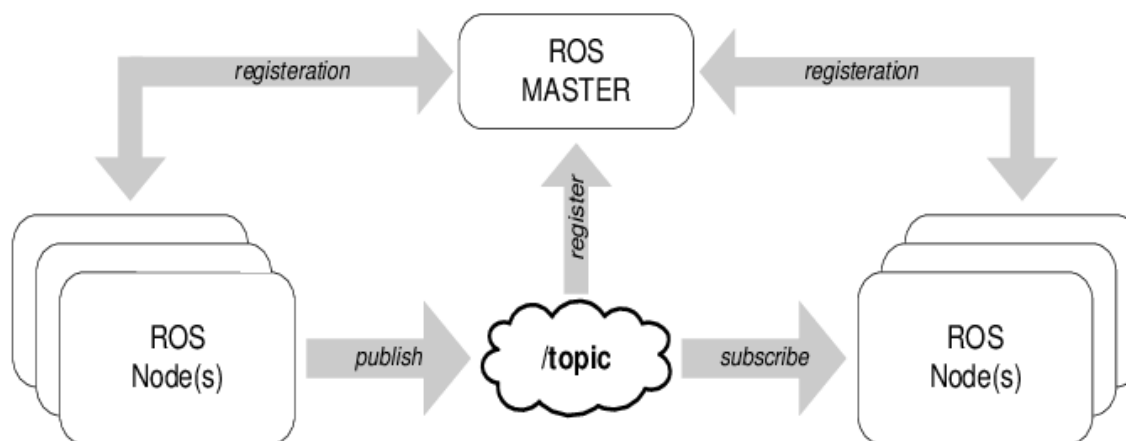 ROS
MASTER
registeration
registeration
register
ROS
Node(s)
publish
/topic
subscribe
ROS
Node(s)